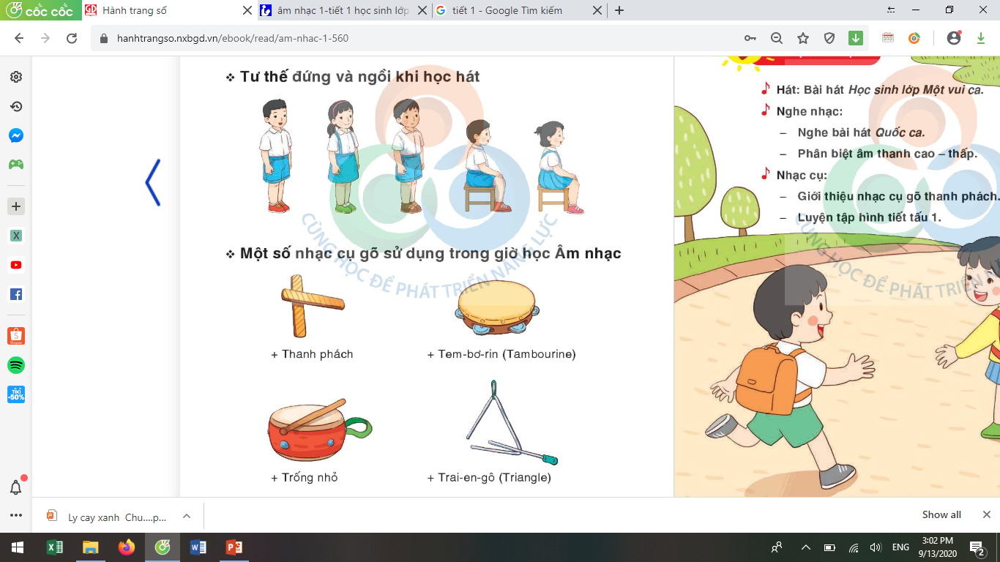 cốc cốc
Hành trang số
âm nhạc 1-tiết 1 học sinh lớp
tiết 1 - Google Tìm kiếm
hanhtrangso.nxbgd.vn/ebook/read/am-nhac-1-560
❖ Tư thế đứng và ngồi khi học hát
❖ Một số nhạc cụ gõ sử dụng trong giờ học Âm nhạc
+ Thanh phách
+ Tem-bơ-rin (Tambourine)
+ Trống nhỏ
+ Trai-en-gô (Triangle)
CÙNG HỌC ĐỂ PHÁT TRIỂN NĂNG LỰC
Hát: Bài hát Học sinh lớp Một vui ca.
Nghe nhạc:
– Nghe bài hát Quốc ca.
– Phân biệt âm thanh cao – thấp.
Nhạc cụ:
– Giới thiệu nhạc cụ gõ thanh phách.
– Luyện tập hình tiết tấu 1.
CÙNG HỌC ĐỂ PHÁT TRIỂN NĂNG
Shopee
TIKI
-50%
Ly cay xanh Chu....p...
Show all
ENG
3:02 PM
9/13/2020
2